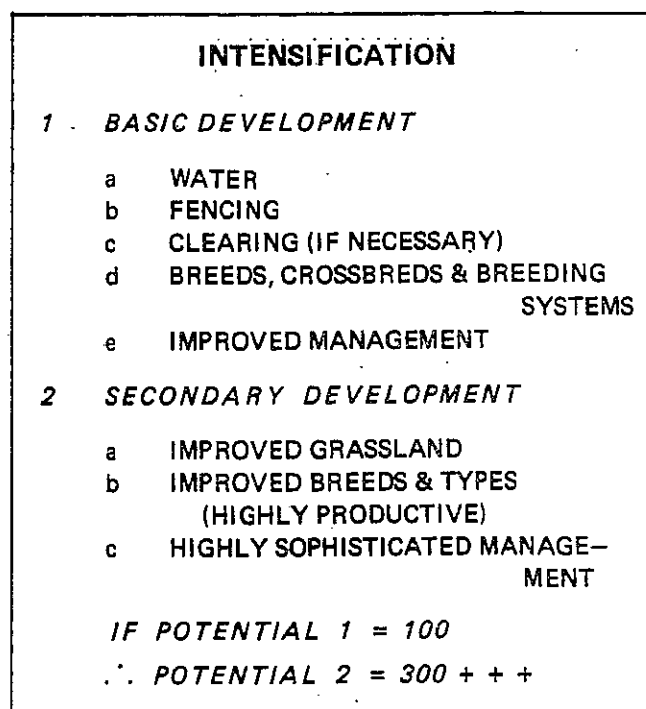 INTENSIFICATION
1 BASIC DEVELOPMENT
a WATER
b FENCING
c CLEARING (IF NECESSARY)
d BREEDS, CROSSBREDS & BREEDING
SYSTEMS
e IMPROVED MANAGEMENT
2 SECONDARY DEVELOPMENT
a IMPROVED GRASSLAND
b IMPROVED BREEDS & TYPES
(HIGHLY PRODUCTIVE)
c HIGHLY SOPHISTICATED MANAGE–
MENT
IF POTENTIAL 1 = 100
∴ POTENTIAL 2 = 300 + + +